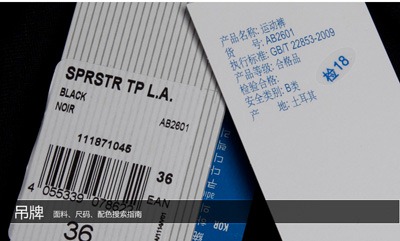 SPRSTR TP L.A.
BLACK
NOIR
AB2601
111871045
36
4 055339 078622
EAN
36
产品名称: 运动裤
货 号: AB2601
执行标准: GB/T 22853-2009
产品等级: 合格品
检验合格:
检18
安全类别: B类
产 地: 土耳其
吊牌
面料、尺码、配色搜索指南